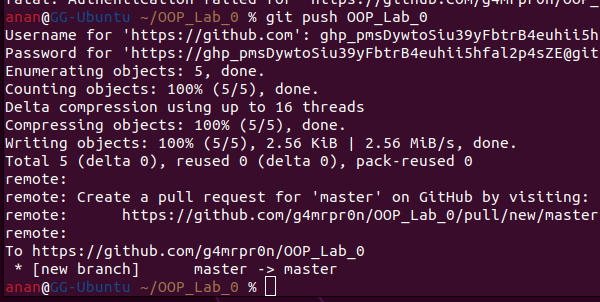 fatal: Authentication failed for 'https://github.com/g4mrpr0n/OOP_
anan@GG-Ubuntu ~/OOP_Lab_0 % git push OOP_Lab_0
Username for 'https://github.com': ghp_pmsDywtoSiu39yFbtrB4euhii5h
Password for 'https://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@git
Enumerating objects: 5, done.
Counting objects: 100% (5/5), done.
Delta compression using up to 16 threads
Compressing objects: 100% (5/5), done.
Writing objects: 100% (5/5), 2.56 KiB | 2.56 MiB/s, done.
Total 5 (delta 0), reused 0 (delta 0), pack-reused 0
remote:
remote: Create a pull request for 'master' on GitHub by visiting:
remote:      https://github.com/g4mrpr0n/OOP_Lab_0/pull/new/master
remote:
To https://github.com/g4mrpr0n/OOP_Lab_0
 * [new branch]      master -> master
anan@GG-Ubuntu ~/OOP_Lab_0 %